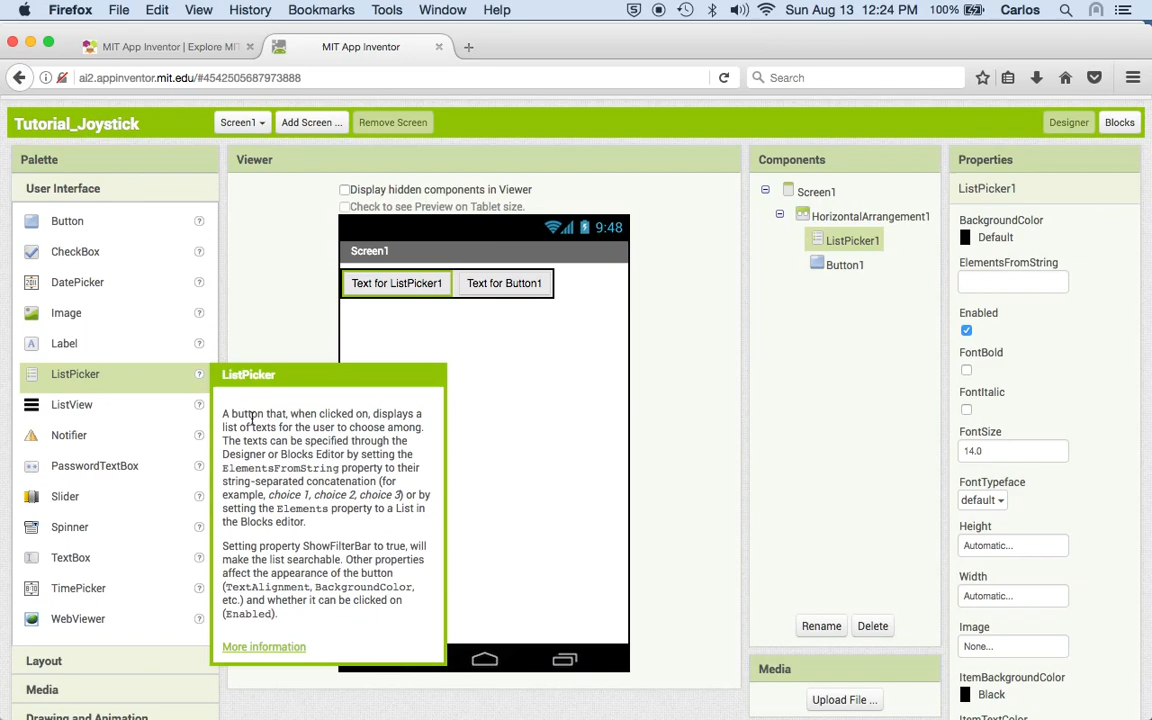 Firefox File Edit View History Bookmarks Tools Window Help Sun Aug 13 12:24 PM 100% Carlos
MIT App Inventor | Explore MIT MIT App Inventor
ai2.appinventor.mit.edu/#4542505687973888 Search
Tutorial_Joystick Screen1 Add Screen ... Remove Screen Designer Blocks
Palette
User Interface
Button ?
CheckBox ?
DatePicker ?
Image ?
Label ?
ListPicker ?
ListView ?
Notifier ?
PasswordTextBox ?
Slider ?
Spinner ?
TextBox ?
TimePicker ?
WebViewer ?
Layout
Media
Drawing and Animation
Viewer
Display hidden components in Viewer
Check to see Preview on Tablet size.
9:48
Screen1
Text for ListPicker1 Text for Button1
ListPicker
A button that, when clicked on, displays a
list of texts for the user to choose among.
The texts can be specified through the
Designer or Blocks Editor by setting the
ElementsFromString property to their
string-separated concatenation (for
example, choice 1, choice 2, choice 3) or by
setting the Elements property to a List in
the Blocks editor.
Setting property ShowFilterBar to true, will
make the list searchable. Other properties
affect the appearance of the button
(TextAlignment, BackgroundColor,
etc.) and whether it can be clicked on
(Enabled).
More information
Components
Screen1
HorizontalArrangement1
ListPicker1
Button1
Rename Delete
Media
Upload File ...
Properties
ListPicker1
BackgroundColor
Default
ElementsFromString
Enabled
FontBold
FontItalic
FontSize
14.0
FontTypeface
default
Height
Automatic...
Width
Automatic...
Image
None...
ItemBackgroundColor
Black
ItemTextColor